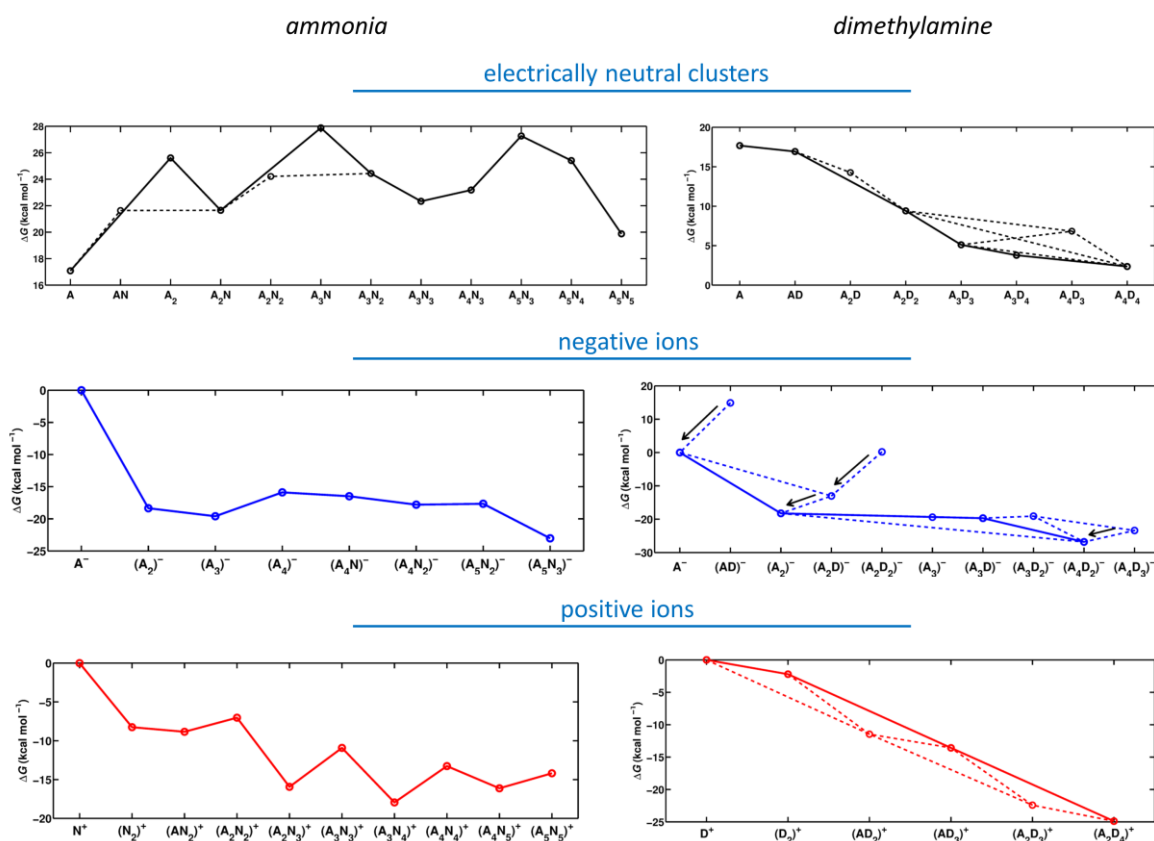 ammonia dimethylamine
electrically neutral clusters
ΔG (kcal mol⁻¹)
28
26
24
22
20
18
16
A AN A₂ A₂N A₂N₂ A₃N A₃N₂ A₃N₃ A₄N₃ A₅N₃ A₅N₄ A₅N₅
ΔG (kcal mol⁻¹)
20
15
10
5
0
A AD A₂D A₂D₂ A₃D₃ A₃D₄ A₄D₃ A₄D₄
negative ions
ΔG (kcal mol⁻¹)
0
−5
−10
−15
−20
−25
A⁻ (A₂)⁻ (A₃)⁻ (A₄)⁻ (A₄N)⁻ (A₄N₂)⁻ (A₅N₂)⁻ (A₅N₃)⁻
ΔG (kcal mol⁻¹)
20
10
0
−10
−20
−30
A⁻ (AD)⁻ (A₂)⁻ (A₂D)⁻ (A₂D₂)⁻ (A₃)⁻ (A₃D)⁻ (A₃D₂)⁻ (A₄D₂)⁻ (A₄D₃)⁻
positive ions
ΔG (kcal mol⁻¹)
0
−5
−10
−15
−20
N⁺ (N₂)⁺ (AN₂)⁺ (A₂N₂)⁺ (A₂N₃)⁺ (A₃N₃)⁺ (A₃N₄)⁺ (A₄N₄)⁺ (A₄N₅)⁺ (A₅N₅)⁺
ΔG (kcal mol⁻¹)
0
−5
−10
−15
−20
−25
D⁺ (D₂)⁺ (AD₂)⁺ (AD₃)⁺ (A₂D₃)⁺ (A₂D₄)⁺